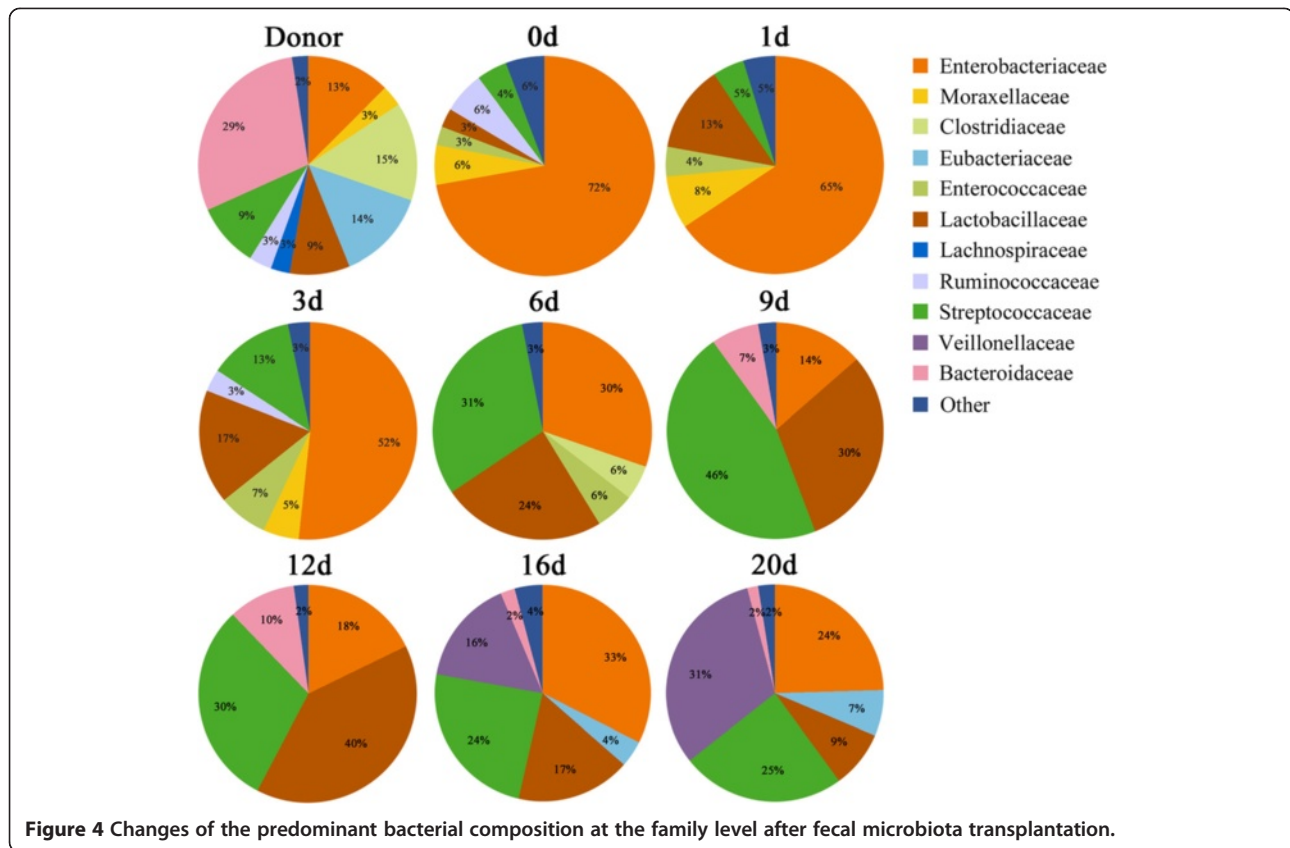 Donor
0d
1d
2%
13%
3%
15%
14%
9%
3%
3%
9%
29%
6%
4%
6%
3%
3%
6%
72%
5%
5%
13%
4%
8%
65%
Enterobacteriaceae
Moraxellaceae
Clostridiaceae
Eubacteriaceae
Enterococcaceae
Lactobacillaceae
Lachnospiraceae
Ruminococcaceae
Streptococcaceae
Veillonellaceae
Bacteroidaceae
Other
3d
6d
9d
3%
13%
3%
17%
7%
5%
52%
3%
30%
31%
6%
6%
24%
3%
7%
14%
30%
46%
12d
16d
20d
2%
10%
18%
30%
40%
4%
2%
16%
33%
4%
24%
17%
2%
2%
24%
31%
7%
9%
25%
Figure 4 Changes of the predominant bacterial composition at the family level after fecal microbiota transplantation.